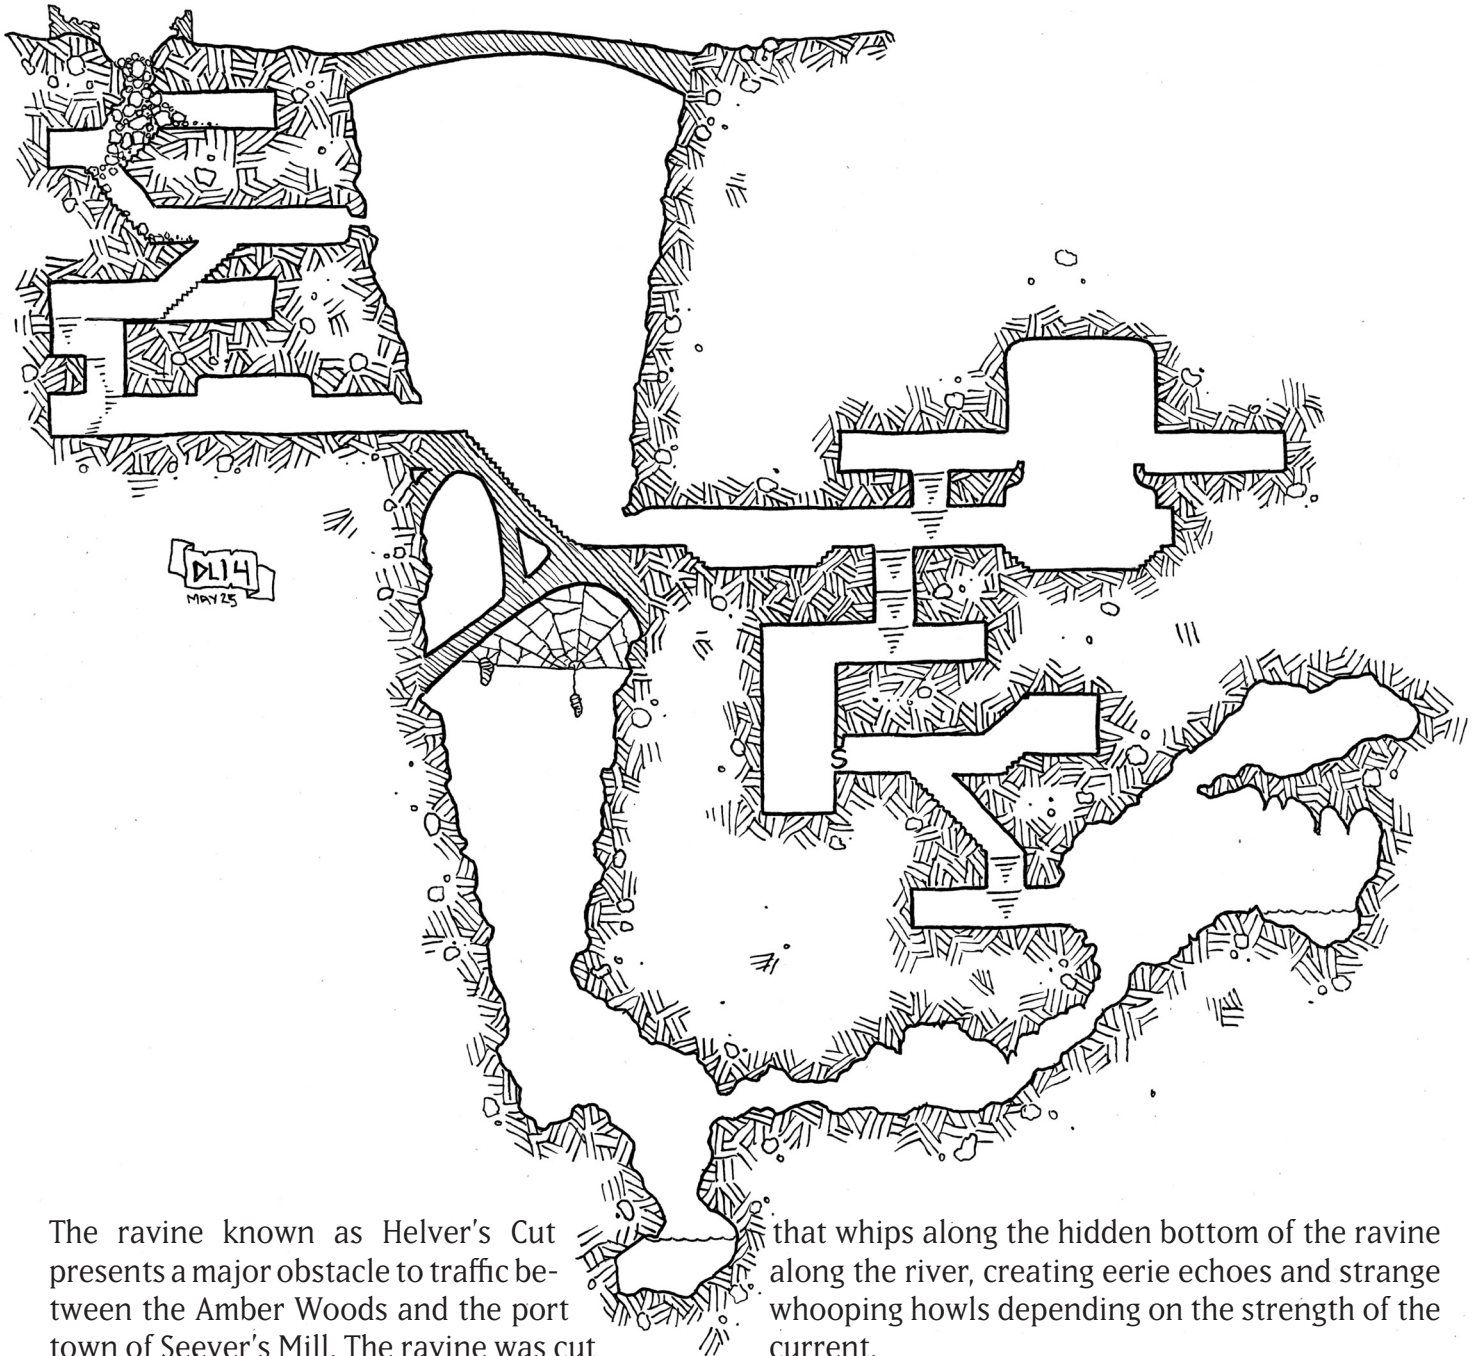 S
DL14
MAY25
The ravine known as Helver's Cut
presents a major obstacle to traffic be-
tween the Amber Woods and the port
town of Seever's Mill. The ravine was cut
that whips along the hidden bottom of the ravine
along the river, creating eerie echoes and strange
whooping howls depending on the strength of the
current.